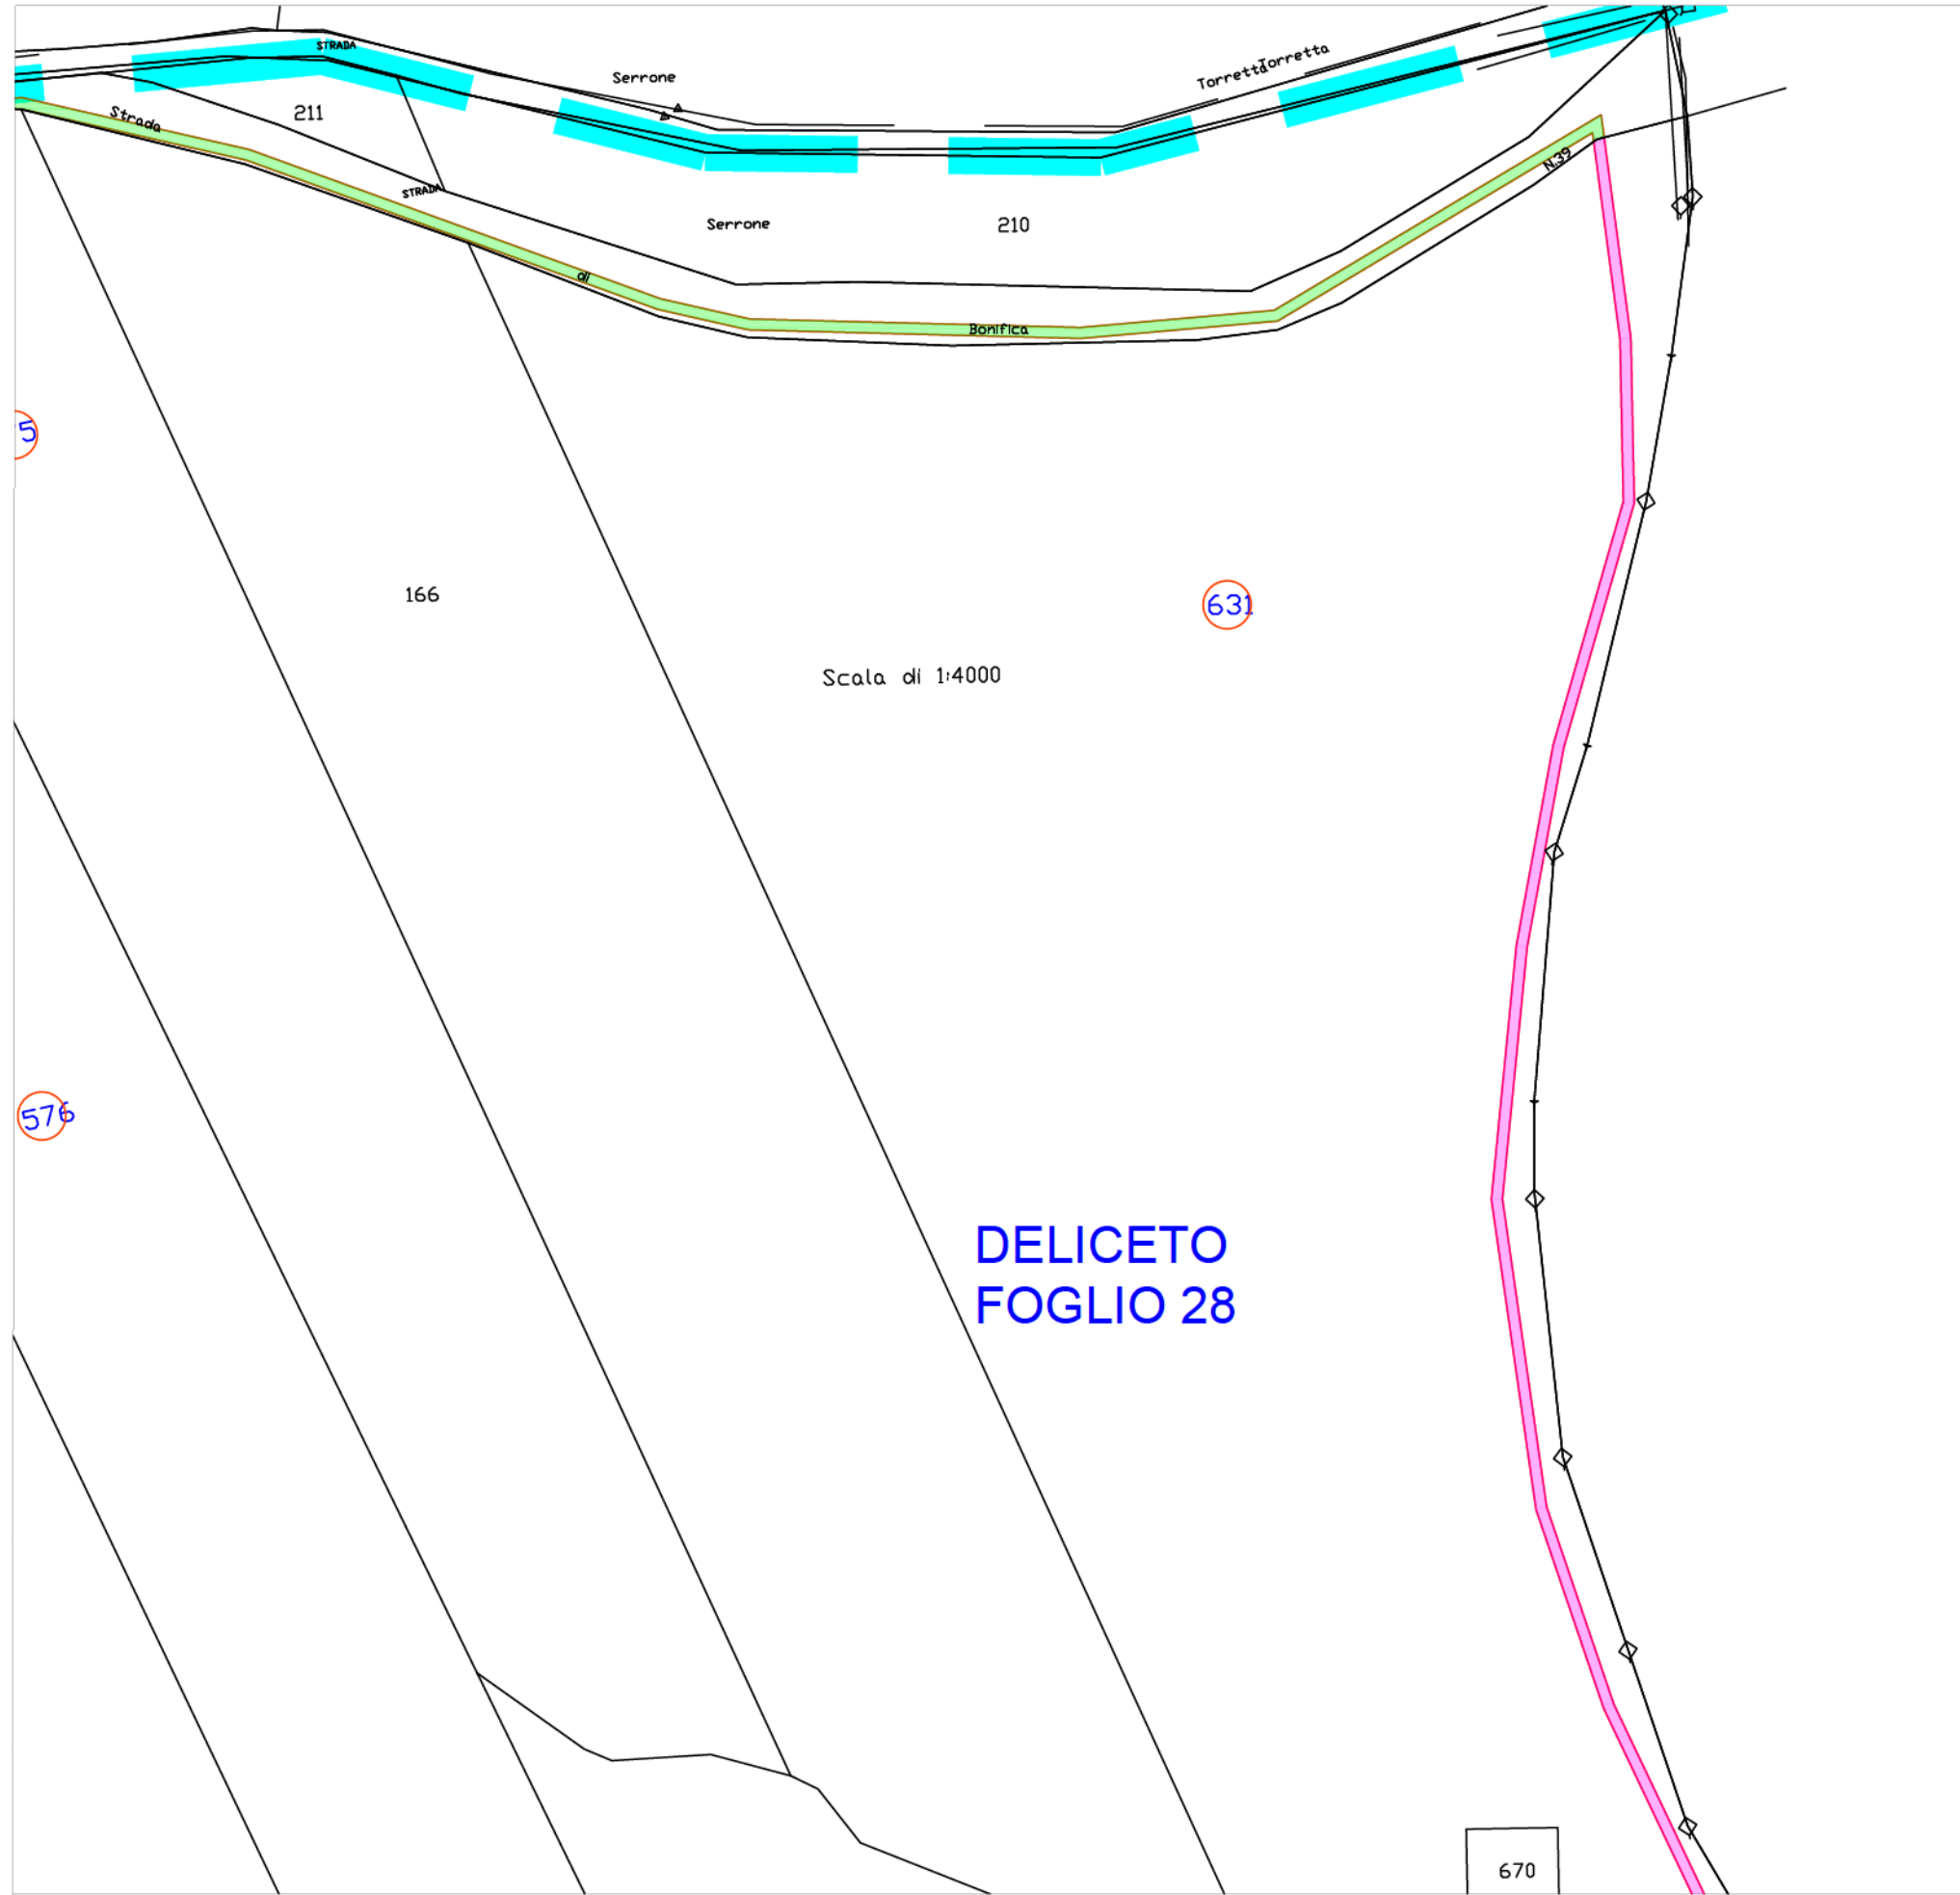 STRADA
Serrone
Torretta
Torretta
Strada
211
N.39
STRADA
Serrone
210
di
Bonifica
5
166
631
Scala di 1:4000
576
DELICETO
FOGLIO 28
670